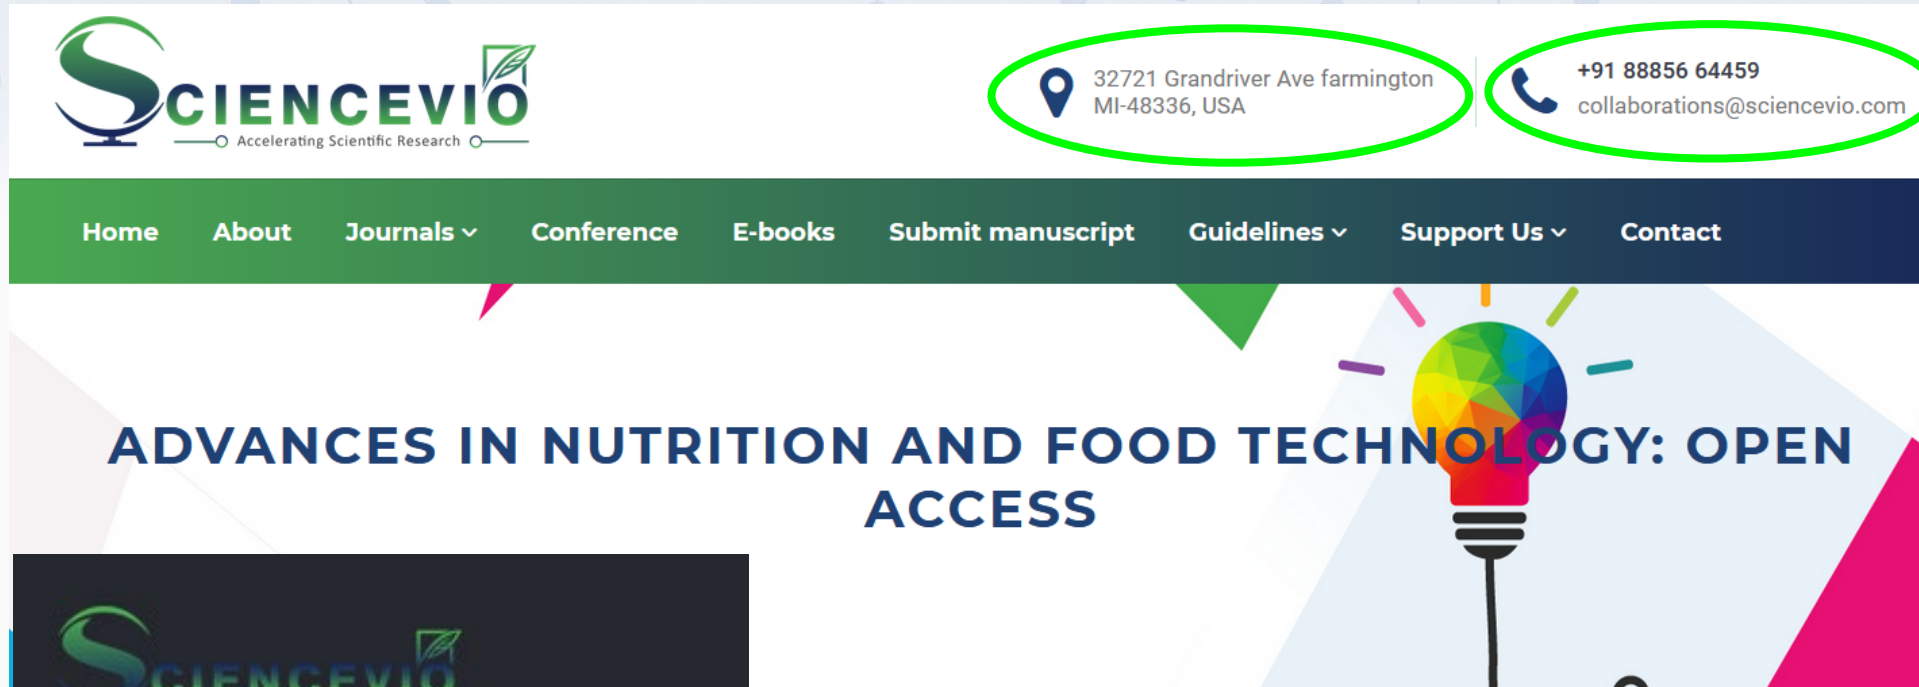 SCIENCEVIO
Accelerating Scientific Research
32721 Grandriver Ave farmington
MI-48336, USA
+91 88856 64459
collaborations@sciencevio.com
Home About Journals Conference E-books Submit manuscript Guidelines Support Us Contact
ADVANCES IN NUTRITION AND FOOD TECHNOLOGY: OPEN
ACCESS
SCIENCEVIO